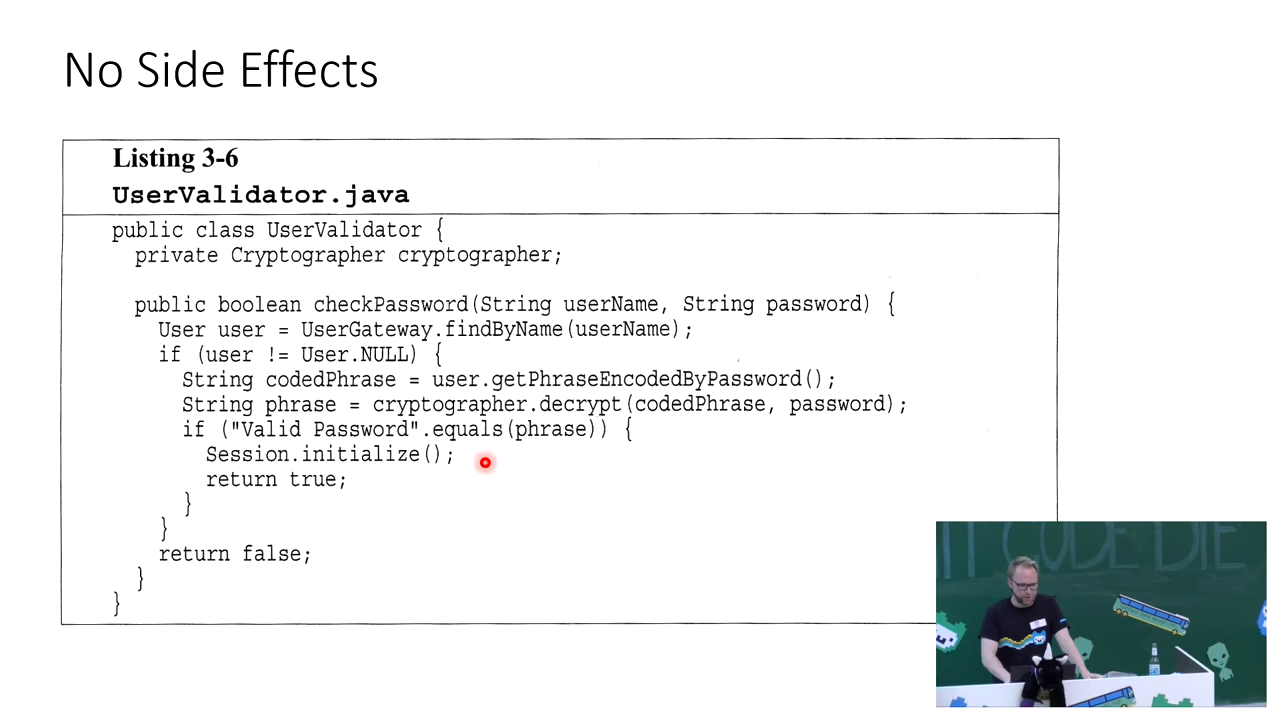 No Side Effects
Listing 3-6
UserValidator.java
public class UserValidator {
private Cryptographer cryptographer;
public boolean checkPassword(String userName, String password) {
User user = UserGateway.findByName(userName);
if (user != User.NULL) {
String codedPhrase = user.getPhraseEncodedByPassword();
String phrase = cryptographer.decrypt(codedPhrase, password);
if ("Valid Password".equals(phrase)) {
Session.initialize();
return true;
}
}
return false;
}
}
CODE DIE